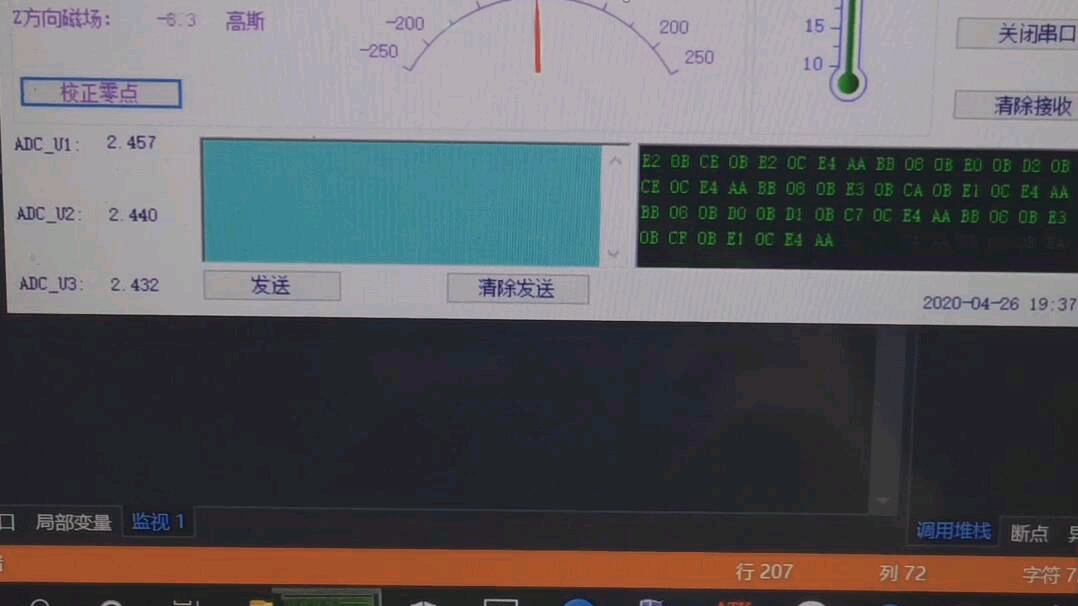 Z方向磁场: -6.3 高斯
-200
-250
200
250
15
10
关闭串口
校正零点
清除接收
ADC_U1: 2.457
ADC_U2: 2.440
ADC_U3: 2.432
E2 0B CE 0B E2 0C E4 AA BB 06 0B E0 0B D2 0B
CE 0C E4 AA BB 06 0B E3 0B CA 0B E1 0C E4 AA
BB 06 0B D0 0B D1 0B C7 0C E4 AA BB 06 0B E3
0B CF 0B E1 0C E4 AA
发送
清除发送
2020-04-26 19:37
口 局部变量 监视 1
调用堆栈 断点
行 207 列 72 字符 7